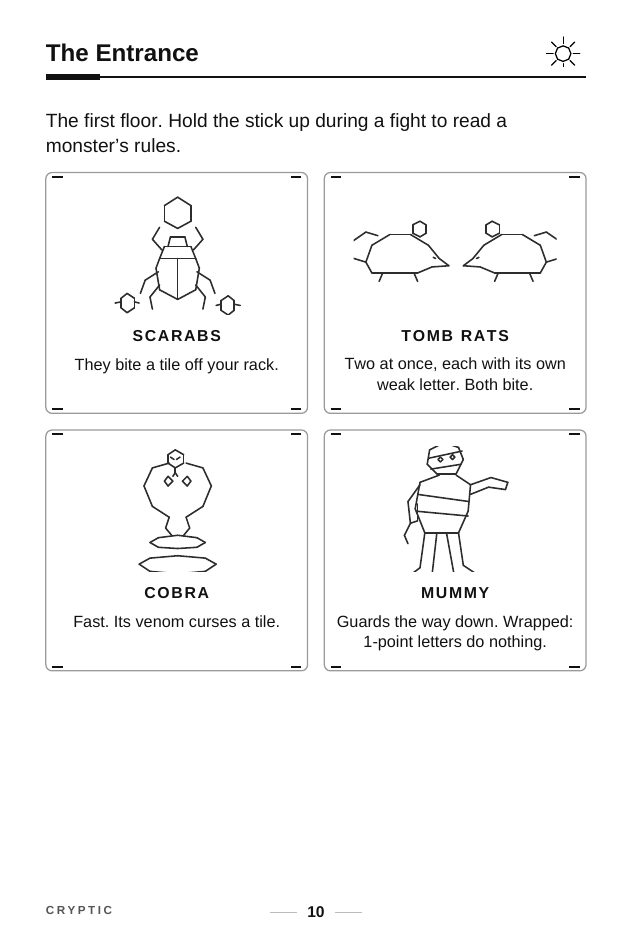 The Entrance
The first floor. Hold the stick up during a fight to read a
monster’s rules.
SCARABS
They bite a tile off your rack.
TOMB RATS
Two at once, each with its own
weak letter. Both bite.
COBRA
Fast. Its venom curses a tile.
MUMMY
Guards the way down. Wrapped:
1-point letters do nothing.
CRYPTIC
10